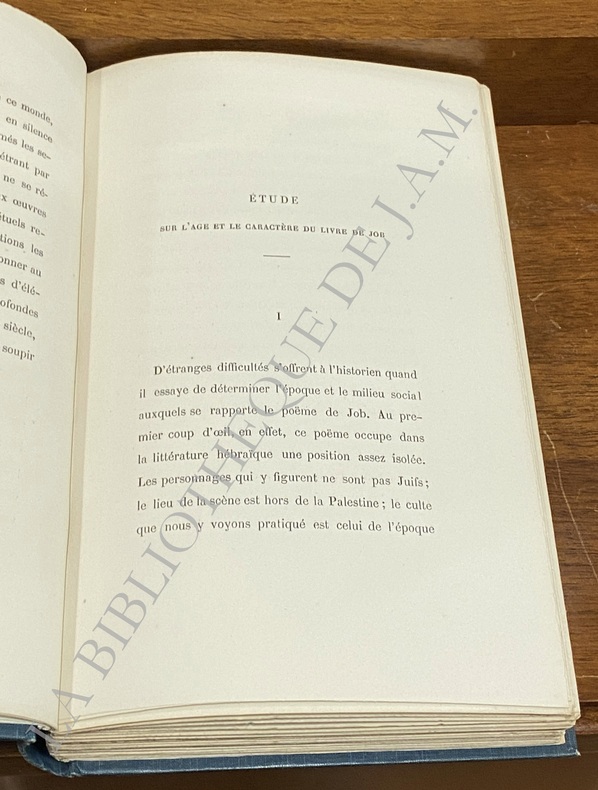 ce monde,
en silence
més les se-
étrant par
ne se ré-
x œuvres
tuels re-
tions les
onner au
s d'élé-
ofondes
siècle,
soupir
ÉTUDE
SUR L'AGE ET LE CARACTÈRE DU LIVRE DE JOB
I
D'étranges difficultés s'offrent à l'historien quand
il essaye de déterminer l'époque et le milieu social
auxquels se rapporte le poëme de Job. Au pre-
mier coup d'œil, en effet, ce poëme occupe dans
la littérature hébraïque une position assez isolée.
Les personnages qui y figurent ne sont pas Juifs;
le lieu de la scène est hors de la Palestine; le culte
que nous y voyons pratiqué est celui de l'époque
A BIBLIOTHEQUE DE J.A.M.